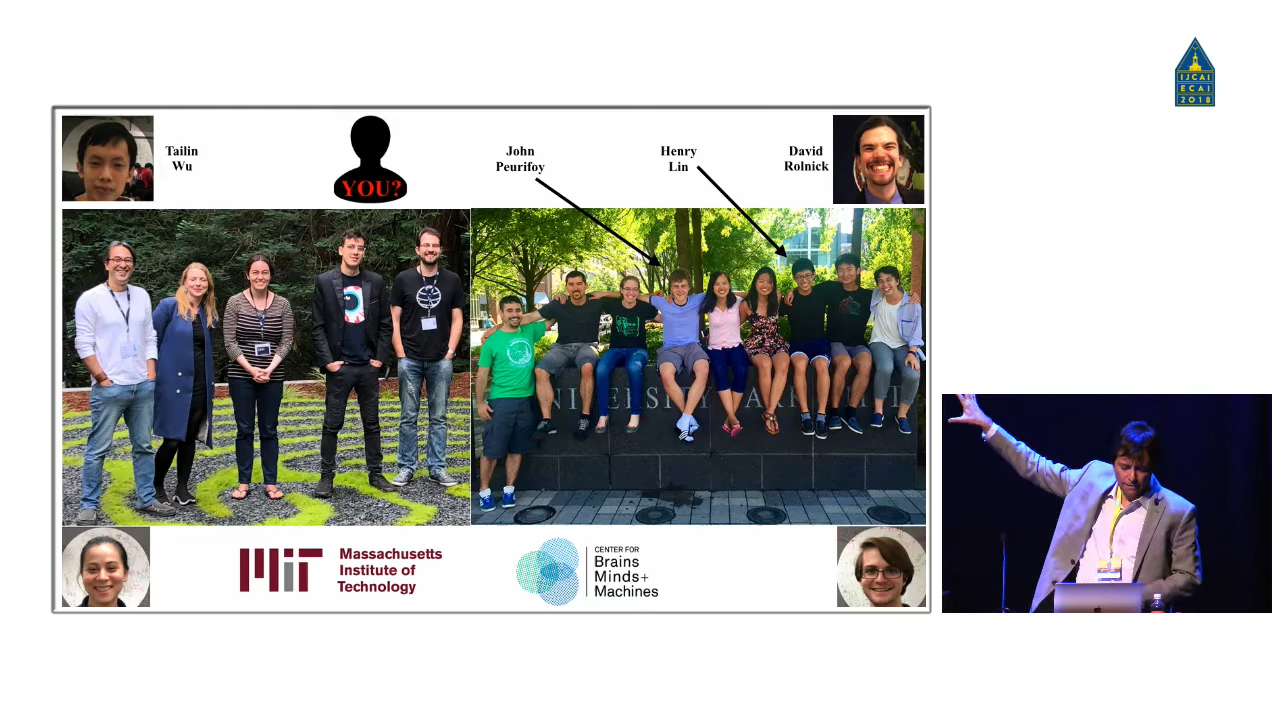 IJCAI
ECAI
2018
Tailin
Wu
YOU?
John
Peurifoy
Henry
Lin
David
Rolnick
Massachusetts
Institute of
Technology
CENTER FOR
Brains
Minds+
Machines